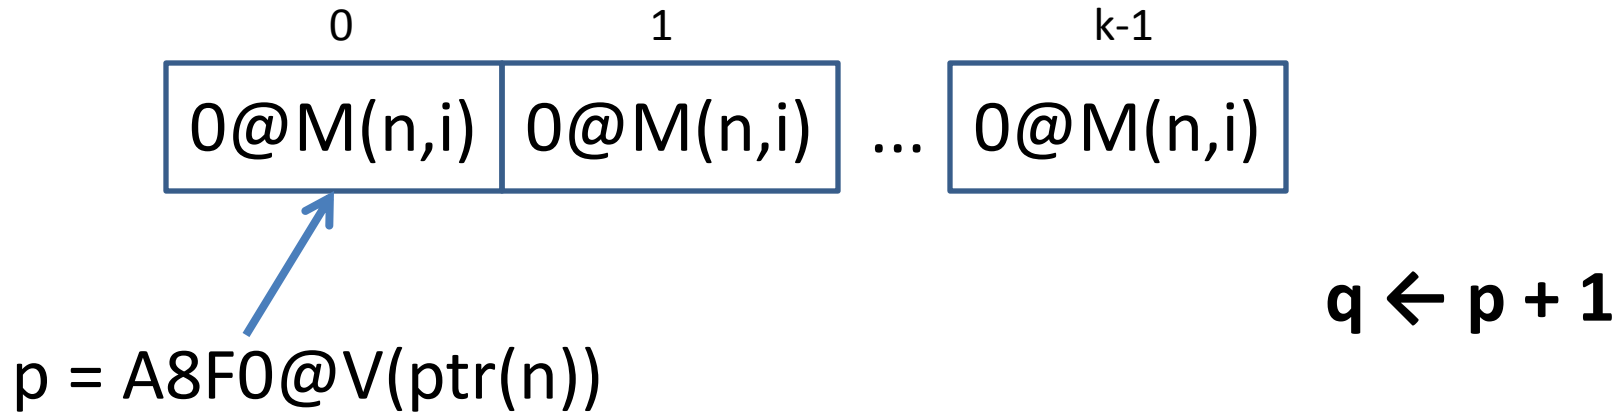 0 1 k-1
0@M(n,i) 0@M(n,i) ... 0@M(n,i)
q ← p + 1
p = A8F0@V(ptr(n))